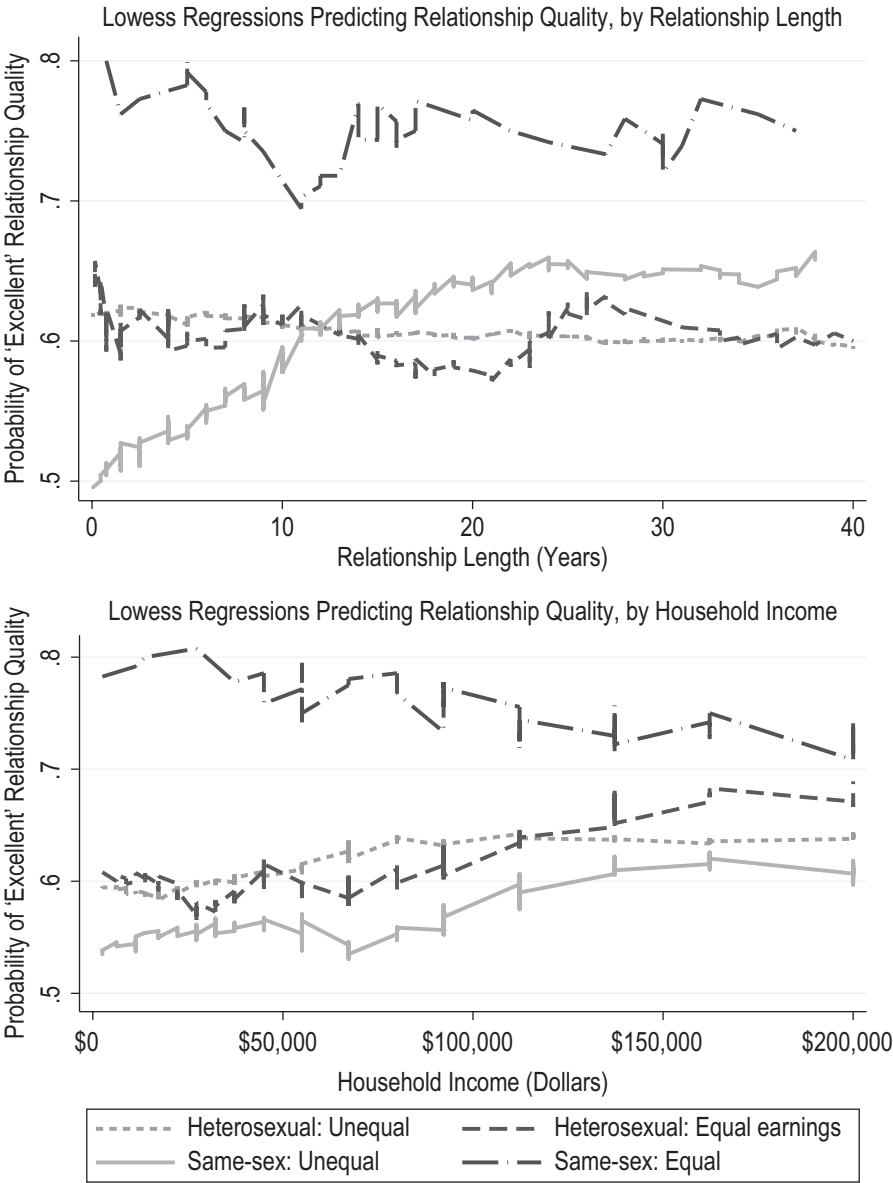 Lowess Regressions Predicting Relationship Quality, by Relationship Length
Probability of 'Excellent' Relationship Quality
.8
.7
.6
.5
0
10
20
30
40
Relationship Length (Years)
Lowess Regressions Predicting Relationship Quality, by Household Income
Probability of 'Excellent' Relationship Quality
.8
.7
.6
.5
$0
$50,000
$100,000
$150,000
$200,000
Household Income (Dollars)
Heterosexual: Unequal
Heterosexual: Equal earnings
Same-sex: Unequal
Same-sex: Equal